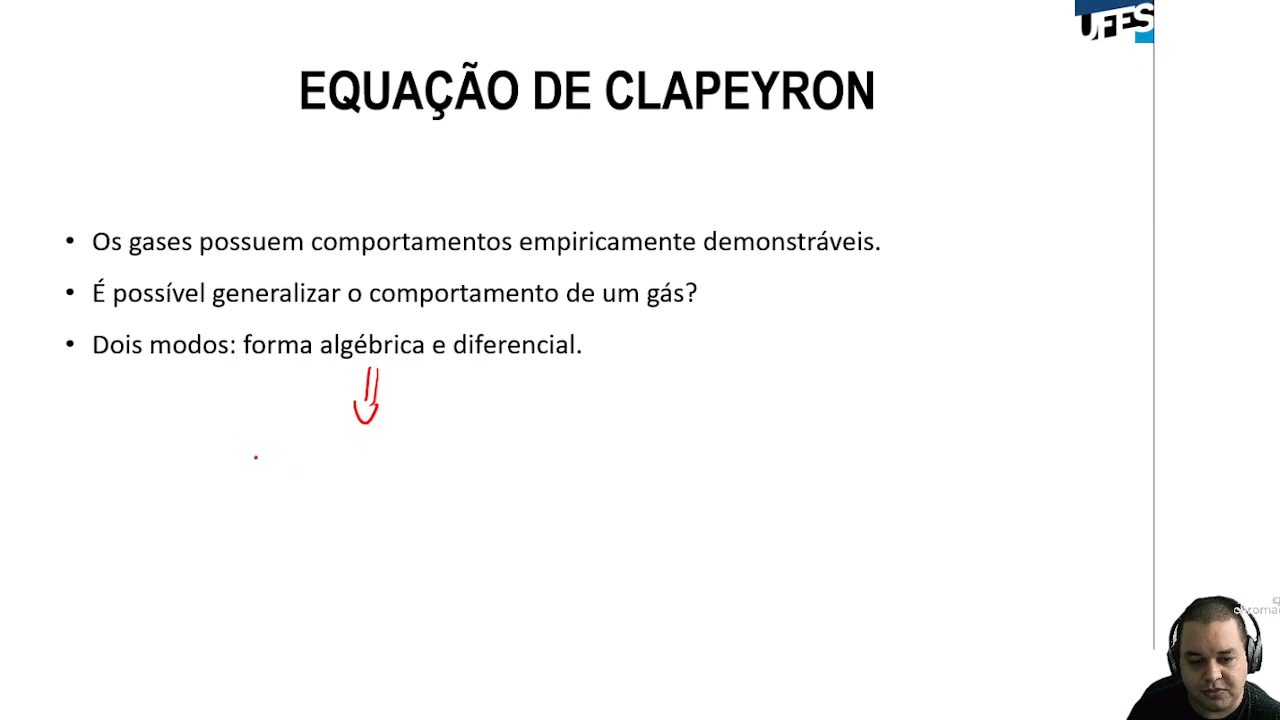 UFES
EQUAÇÃO DE CLAPEYRON
• Os gases possuem comportamentos empiricamente demonstráveis.
• É possível generalizar o comportamento de um gás?
• Dois modos: forma algébrica e diferencial.